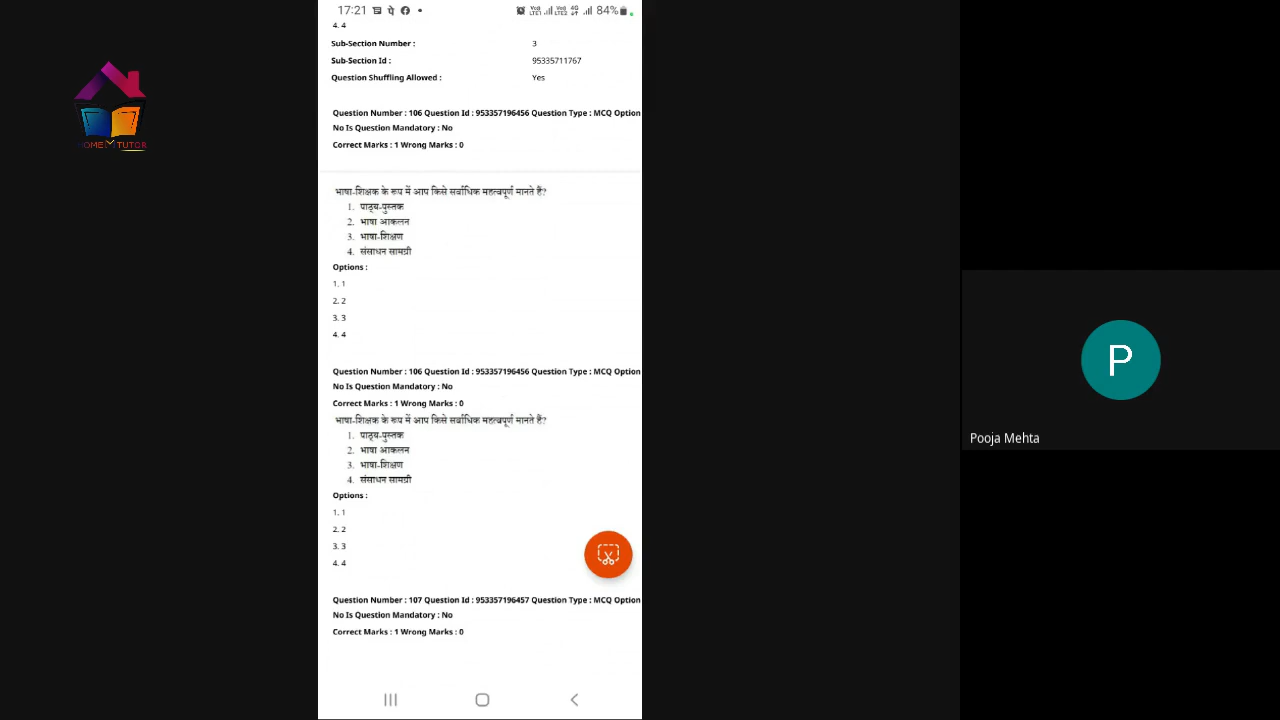 17:21
84%
4. 4
Sub-Section Number : 3
Sub-Section Id : 95335711767
Question Shuffling Allowed : Yes
Question Number : 106 Question Id : 953357196456 Question Type : MCQ Option
No Is Question Mandatory : No
Correct Marks : 1 Wrong Marks : 0
भाषा-शिक्षक के रूप में आप किसे सर्वाधिक महत्वपूर्ण मानते हैं?
1. पाठ्य-पुस्तक
2. भाषा आकलन
3. भाषा-शिक्षण
4. संसाधन सामग्री
Options :
1. 1
2. 2
3. 3
4. 4
Question Number : 106 Question Id : 953357196456 Question Type : MCQ Option
No Is Question Mandatory : No
Correct Marks : 1 Wrong Marks : 0
भाषा-शिक्षक के रूप में आप किसे सर्वाधिक महत्वपूर्ण मानते हैं?
1. पाठ्य-पुस्तक
2. भाषा आकलन
3. भाषा-शिक्षण
4. संसाधन सामग्री
Options :
1. 1
2. 2
3. 3
4. 4
Question Number : 107 Question Id : 953357196457 Question Type : MCQ Option
No Is Question Mandatory : No
Correct Marks : 1 Wrong Marks : 0
HOME TUTOR
P
Pooja Mehta